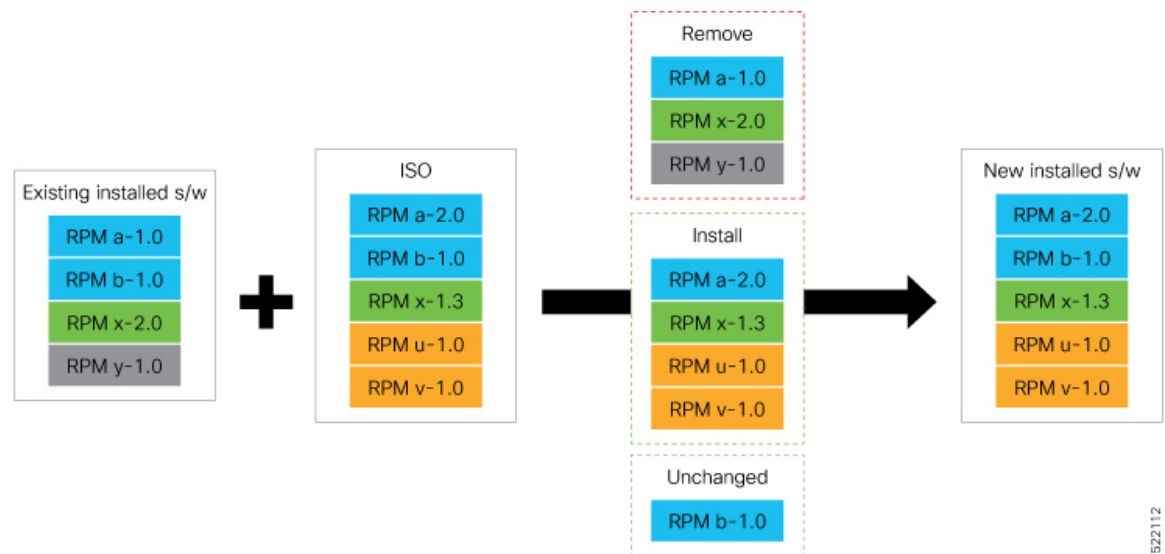 Existing installed s/w
RPM a-1.0
RPM b-1.0
RPM x-2.0
RPM y-1.0
ISO
RPM a-2.0
RPM b-1.0
RPM x-1.3
RPM u-1.0
RPM v-1.0
Remove
RPM a-1.0
RPM x-2.0
RPM y-1.0
Install
RPM a-2.0
RPM x-1.3
RPM u-1.0
RPM v-1.0
Unchanged
RPM b-1.0
New installed s/w
RPM a-2.0
RPM b-1.0
RPM x-1.3
RPM u-1.0
RPM v-1.0
522112